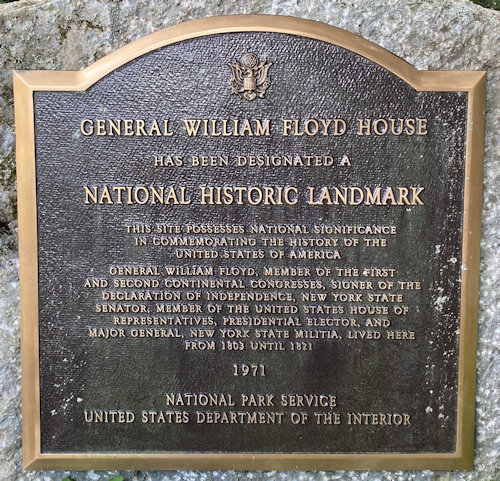 GENERAL WILLIAM FLOYD HOUSE
HAS BEEN DESIGNATED A
NATIONAL HISTORIC LANDMARK
THIS SITE POSSESSES NATIONAL SIGNIFICANCE
IN COMMEMORATING THE HISTORY OF THE
UNITED STATES OF AMERICA
GENERAL WILLIAM FLOYD, MEMBER OF THE FIRST
AND SECOND CONTINENTAL CONGRESSES, SIGNER OF THE
DECLARATION OF INDEPENDENCE, NEW YORK STATE
SENATOR, MEMBER OF THE UNITED STATES HOUSE OF
REPRESENTATIVES, PRESIDENTIAL ELECTOR, AND
MAJOR GENERAL, NEW YORK STATE MILITIA, LIVED HERE
FROM 1803 UNTIL 1821
1971
NATIONAL PARK SERVICE
UNITED STATES DEPARTMENT OF THE INTERIOR